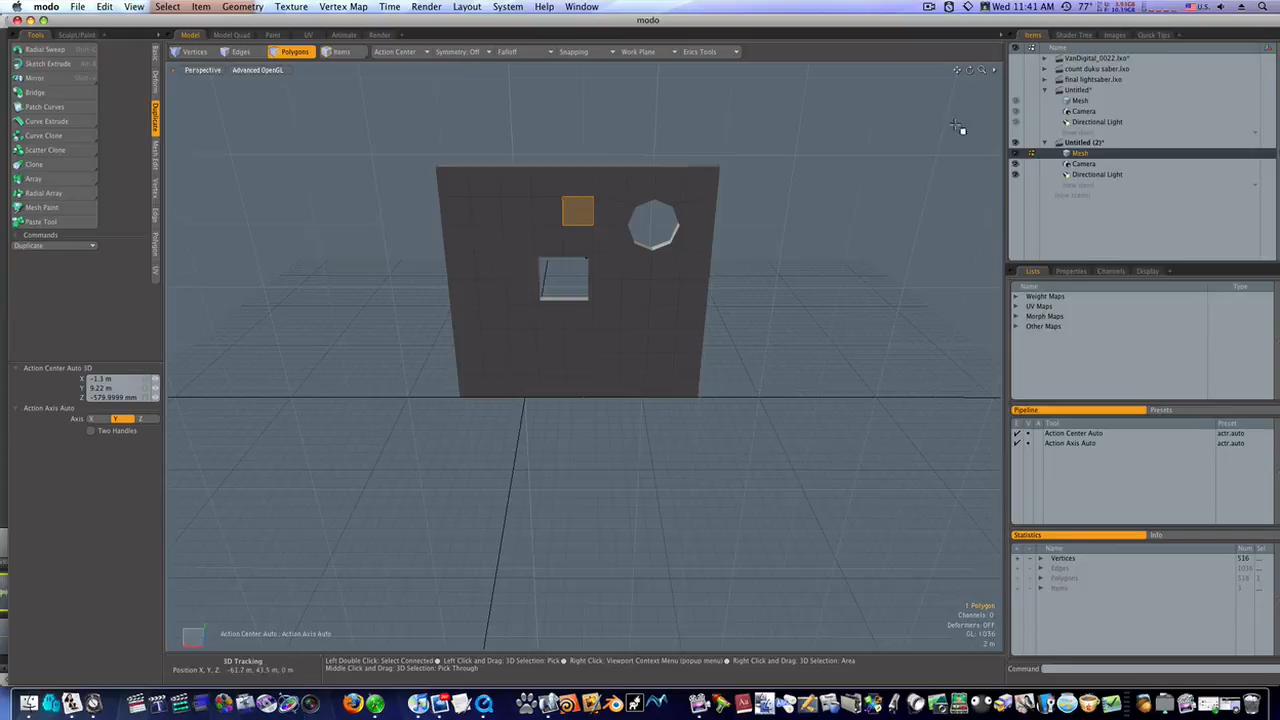 modo File Edit View Select Item Geometry Texture Vertex Map Time Render Layout System Help Window 77° U.S. Wed 11:41 AM
modo
Tools Sculpt/Paint Model Model Quad Paint UV Animate Render Items Shader Tree Images Quick Tips
Radial Sweep
Sketch Extrude
Mirror
Bridge
Patch Curves
Curve Extrude
Curve Clone
Scatter Clone
Clone
Array
Radial Array
Mesh Paint
Paste Tool
Commands
Duplicate
Basic
Deform
Duplicate
Mesh Edit
Vertex
Edge
Polygon
UV
Action Center Auto 3D
X -1.3 m
Y 9.22 m
Z -579.9999 mm
Action Axis Auto
Axis X Y Z
Two Handles
Vertices Edges Polygons Items Action Center Symmetry: Off Falloff Snapping Work Plane Erics Tools
Perspective Advanced OpenGL
1 Polygon
Channels: 0
Deformers: OFF
GL: 1036
2 m
Action Center Auto ; Action Axis Auto
3D Tracking
Position X, Y, Z: -61.7 m, 43.5 m, 0 m
Left Double Click: Select Connected Left Click and Drag: 3D Selection: Pick Right Click: Viewport Context Menu (popup menu) Right Click and Drag: 3D Selection: Area
Middle Click and Drag: 3D Selection: Pick Through
Name
VanDigital_0022.lxo*
count duku saber.lxo
final lightsaber.lxo
Untitled*
Mesh
Camera
Directional Light
(new item)
Untitled (2)*
Mesh
Camera
Directional Light
(new item)
(new scene)
Lists Properties Channels Display
Name Type
Weight Maps
UV Maps
Morph Maps
Other Maps
Pipeline Presets
E V A Tool Preset
Action Center Auto actr.auto
Action Axis Auto actr.auto
Statistics Info
Name Num Sel
Vertices 516 ...
Edges 1036 ...
Polygons 518 1
Items 3 ...
Command